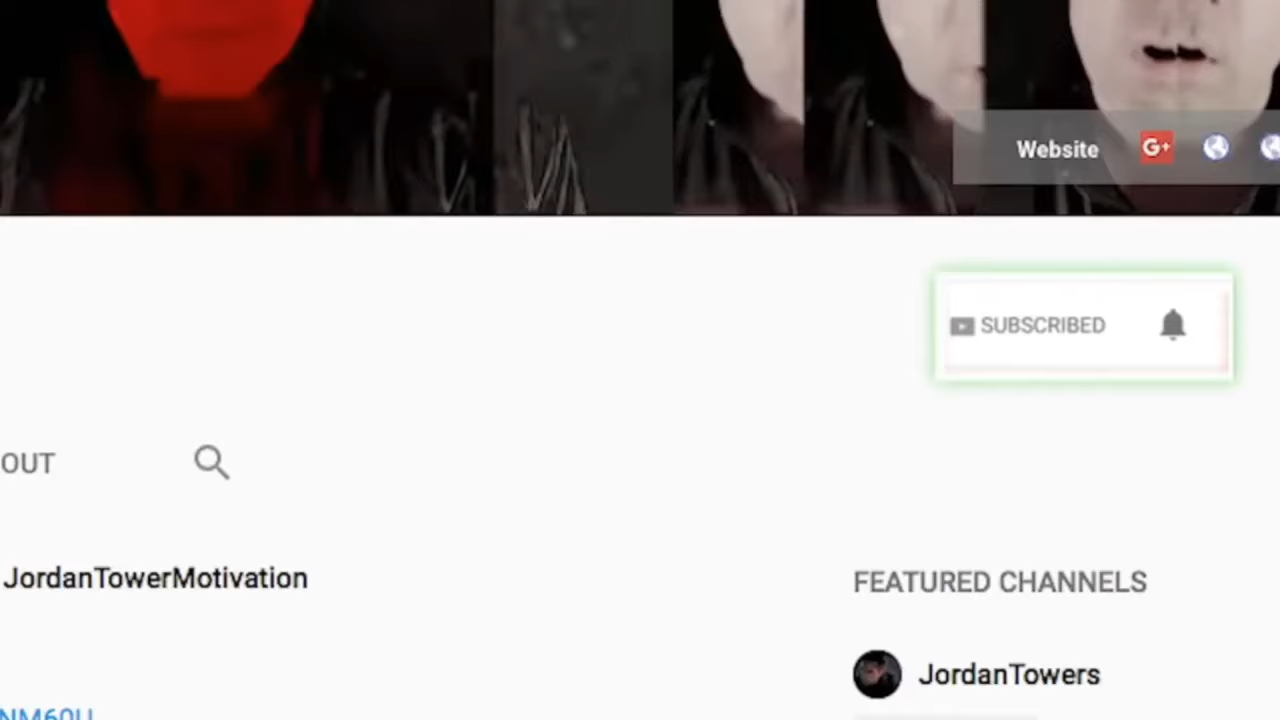 Website G+
SUBSCRIBED
OUT
JordanTowerMotivation
FEATURED CHANNELS
JordanTowers